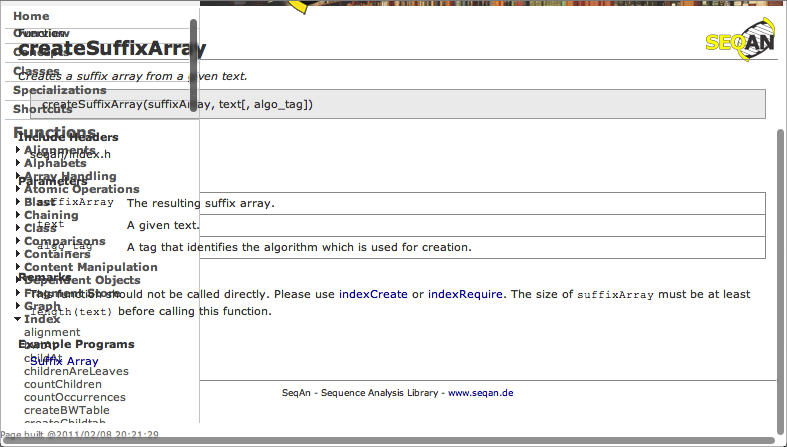 Home
SEQAN
Overview
Function
createSuffixArray
Concepts
Classes
Creates a suffix array from a given text.
Specializations
createSuffixArray(suffixArray, text[, algo_tag])
Shortcuts
Functions
Include Headers
Alignments
seqan/index.h
Alphabets
Array Handling
Parameters
Atomic Operations
Blast
suffixArray The resulting suffix array.
Chaining
text A given text.
Class
Comparisons
algo_tag A tag that identifies the algorithm which is used for creation.
Containers
Content Manipulation
Remarks
Dependent Objects
This function should not be called directly. Please use indexCreate or indexRequire. The size of suffixArray must be at least
Fragment Store
Graph
length(text) before calling this function.
Index
alignment
Example Programs
childAt
Suffix Array
childrenAreLeaves
countChildren
countOccurrences
SeqAn - Sequence Analysis Library - www.seqan.de
createBWTable
createChildtab
Page built @2011/02/08 20:21:29